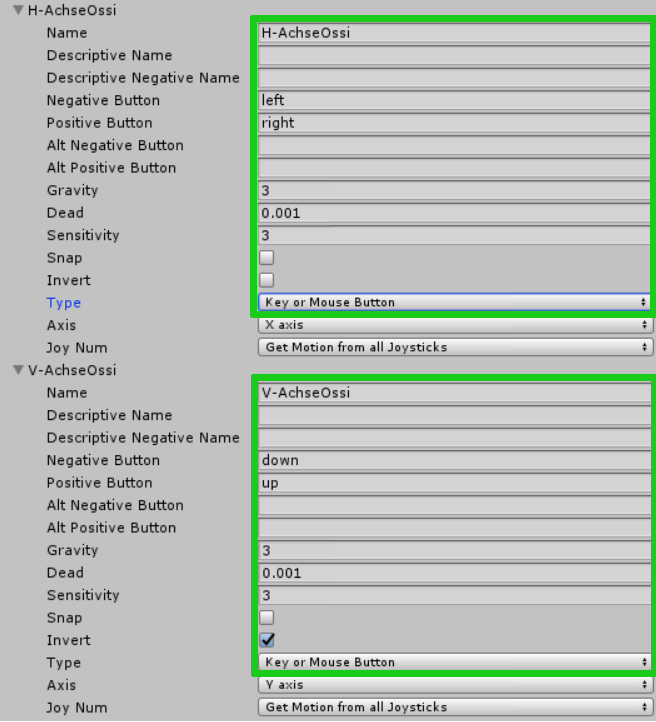 H-AchseOssi
Name H-AchseOssi
Descriptive Name
Descriptive Negative Name
Negative Button left
Positive Button right
Alt Negative Button
Alt Positive Button
Gravity 3
Dead 0.001
Sensitivity 3
Snap
Invert
Type Key or Mouse Button
Axis X axis
Joy Num Get Motion from all Joysticks
V-AchseOssi
Name V-AchseOssi
Descriptive Name
Descriptive Negative Name
Negative Button down
Positive Button up
Alt Negative Button
Alt Positive Button
Gravity 3
Dead 0.001
Sensitivity 3
Snap
Invert
Type Key or Mouse Button
Axis Y axis
Joy Num Get Motion from all Joysticks